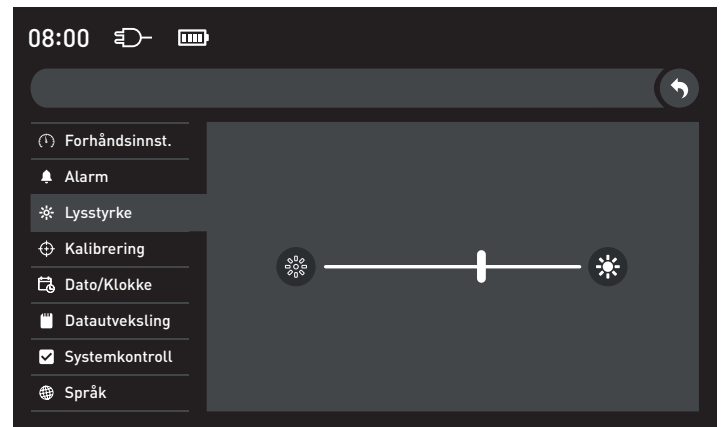 08:00
Forhåndsinnst.
Alarm
Lysstyrke
Kalibrering
Dato/Klokke
Datautveksling
Systemkontroll
Språk